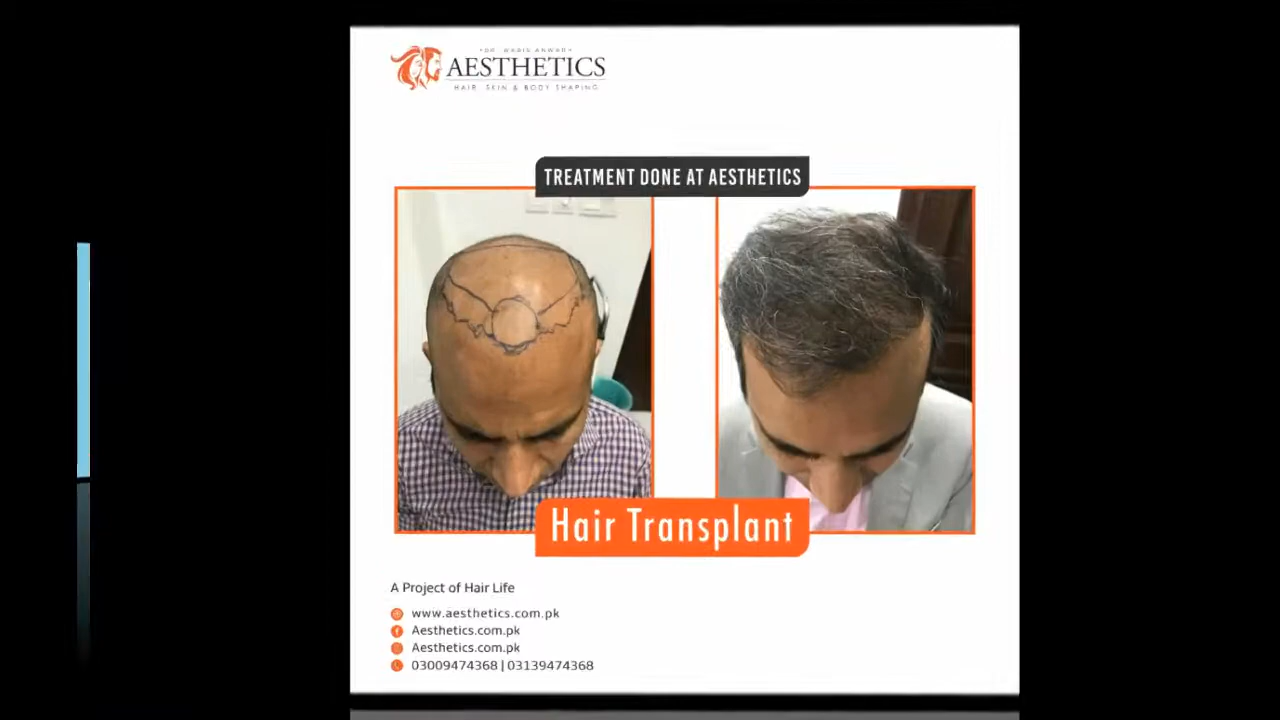 DR. WARIS ANWAR
AESTHETICS
HAIR, SKIN & BODY SHAPING
TREATMENT DONE AT AESTHETICS
Hair Transplant
A Project of Hair Life
www.aesthetics.com.pk
Aesthetics.com.pk
Aesthetics.com.pk
03009474368 | 03139474368